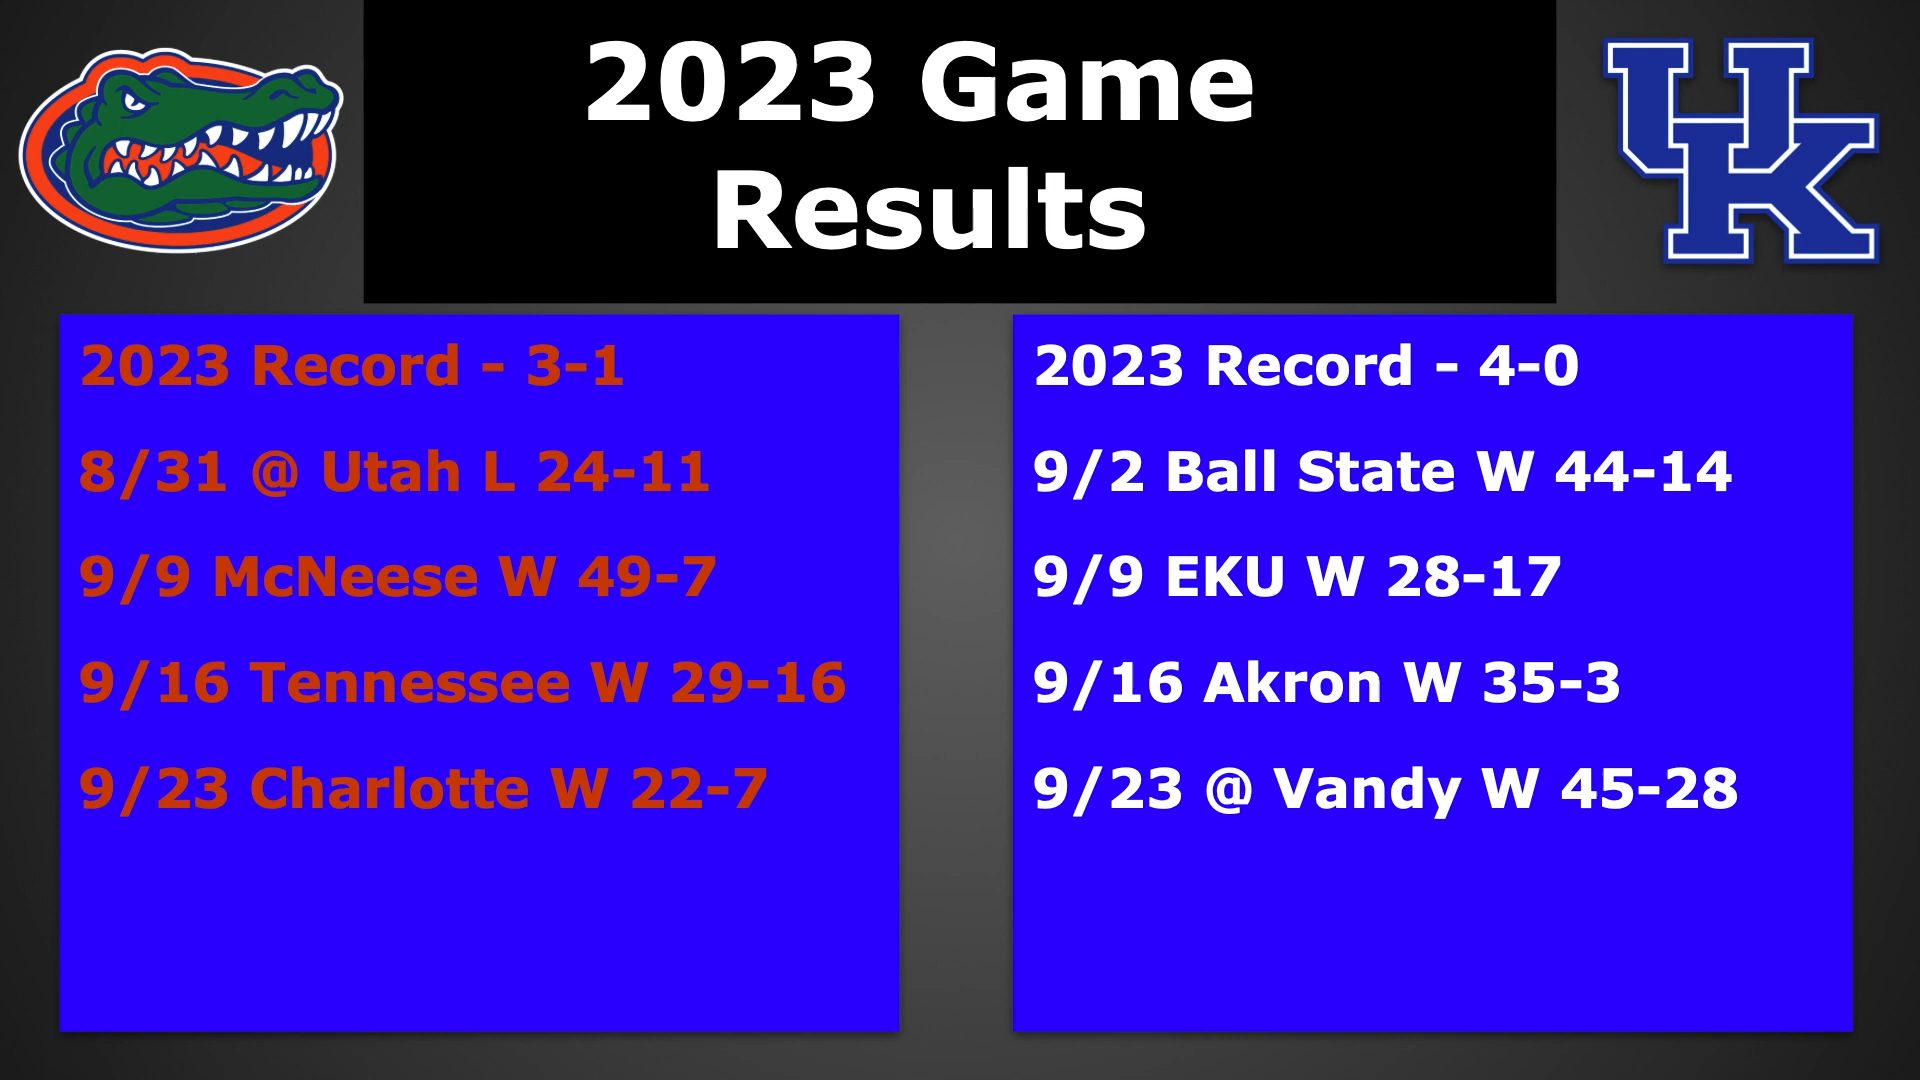 2023 Game
Results
UK
2023 Record - 3-1
8/31 @ Utah L 24-11
9/9 McNeese W 49-7
9/16 Tennessee W 29-16
9/23 Charlotte W 22-7
2023 Record - 4-0
9/2 Ball State W 44-14
9/9 EKU W 28-17
9/16 Akron W 35-3
9/23 @ Vandy W 45-28